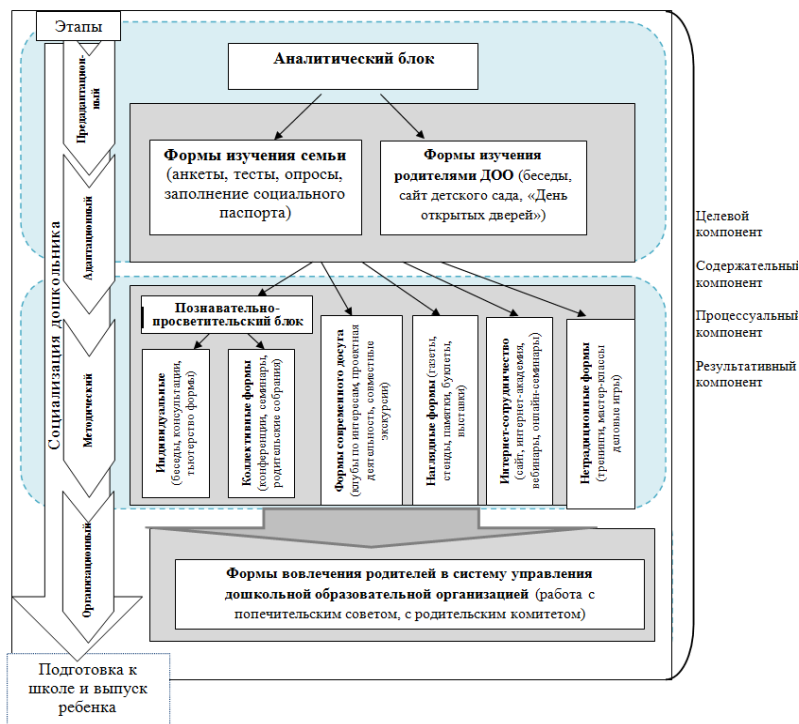 Этапы
Социализация дошкольника
Предадаптацион-
ный
Адаптационный
Методический
Организационный
Подготовка к
школе и выпуск
ребенка
Аналитический блок
Формы изучения семьи
(анкеты, тесты, опросы,
заполнение социального
паспорта)
Формы изучения
родителями ДОО (беседы,
сайт детского сада, «День
открытых дверей»)
Познавательно-
просветительский блок
Индивидуальные
(беседы, консультации,
тьютерство формы)
Коллективные формы
(конференции, семинары,
родительские собрания)
Формы современного досуга
(клубы по интересам, проектная
деятельность, совместные
экскурсии)
Наглядные формы (газеты,
стенды, памятки, буклеты,
выставки)
Интернет-сотрудничество
(сайт, интернет-академия,
вебинары, онлайн-семинары)
Нетрадиционные формы
(тренинги, мастер-классы
деловые игры)
Формы вовлечения родителей в систему управления
дошкольной образовательной организацией (работа с
попечительским советом, с родительским комитетом)
Целевой
компонент
Содержательный
компонент
Процессуальный
компонент
Результативный
компонент